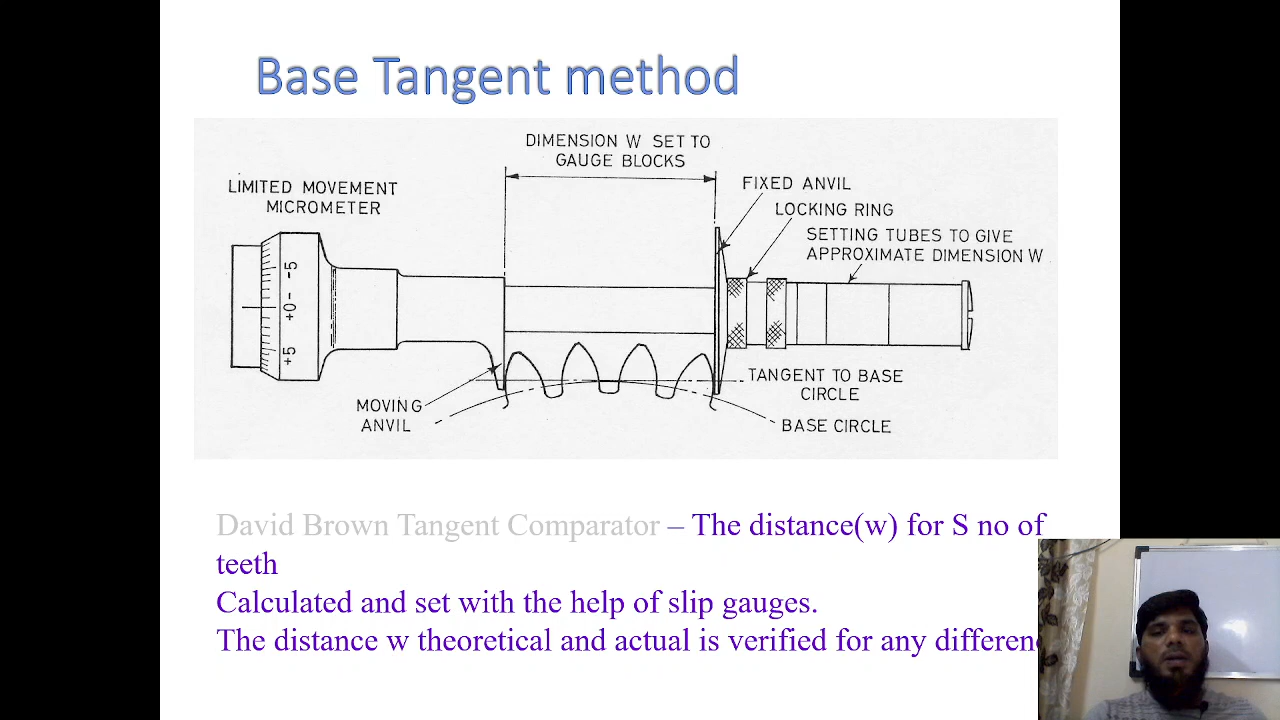 Base Tangent method
DIMENSION W SET TO
GAUGE BLOCKS
LIMITED MOVEMENT
MICROMETER
FIXED ANVIL
LOCKING RING
SETTING TUBES TO GIVE
APPROXIMATE DIMENSION W
-5
+0-
+5
MOVING
ANVIL
TANGENT TO BASE
CIRCLE
BASE CIRCLE
David Brown Tangent Comparator – The distance(w) for S no of
teeth
Calculated and set with the help of slip gauges.
The distance w theoretical and actual is verified for any differen